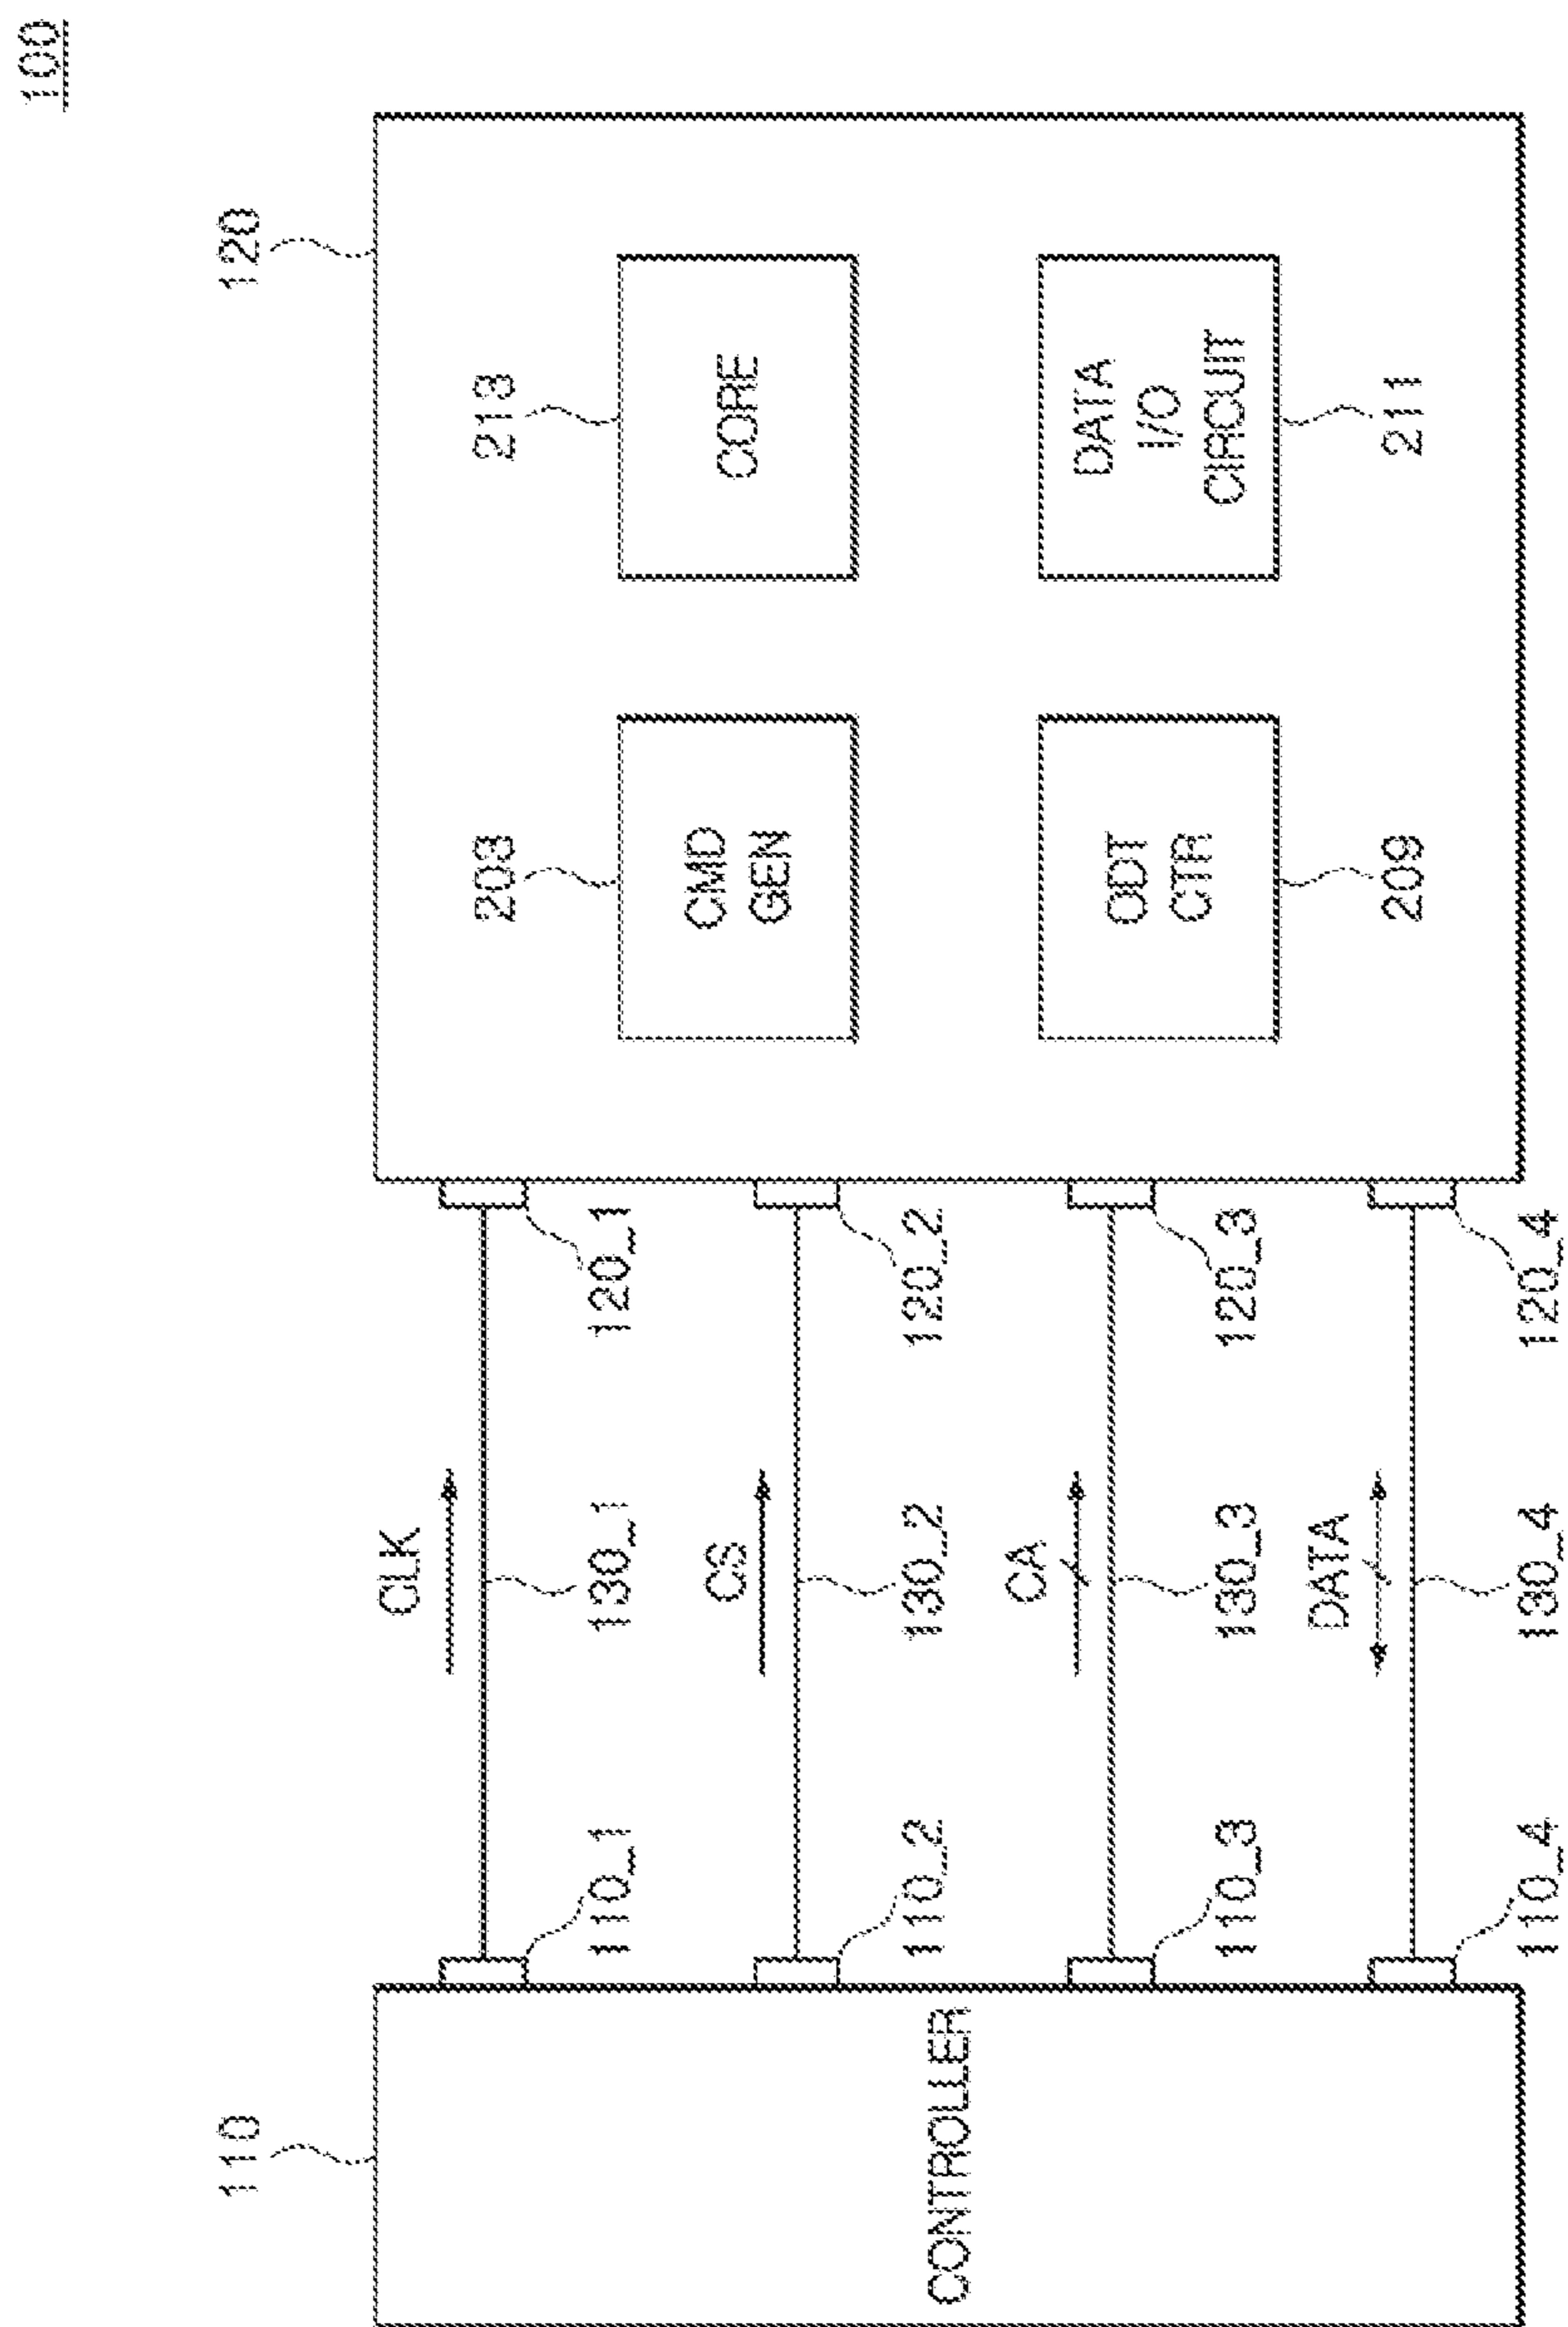 100
110
120
CONTROLLER
110_1
CLK
130_1
120_1
110_2
CS
130_2
120_2
110_3
CA
130_3
120_3
110_4
DATA
130_4
120_4
203
CMD
GEN
213
CORE
ODT
CTR
209
DATA
I/O
CIRCUIT
211